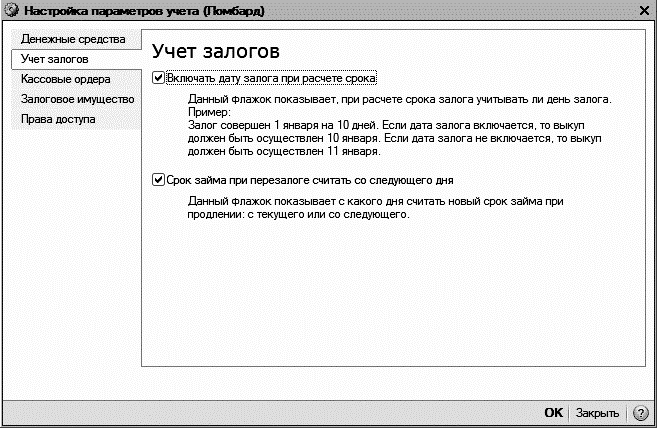 Настройка параметров учета (Ломбард)
Денежные средства
Учет залогов
Кассовые ордера
Залоговое имущество
Права доступа
Учет залогов
Включать дату залога при расчете срока
Данный флажок показывает, при расчете срока залога учитывать ли день залога.
Пример:
Залог совершен 1 января на 10 дней. Если дата залога включается, то выкуп
должен быть осуществлен 10 января. Если дата залога не включается, то выкуп
должен быть осуществлен 11 января.
Срок займа при перезалоге считать со следующего дня
Данный флажок показывает с какого дня считать новый срок займа при
продлении: с текущего или со следующего.
OK Закрыть ?